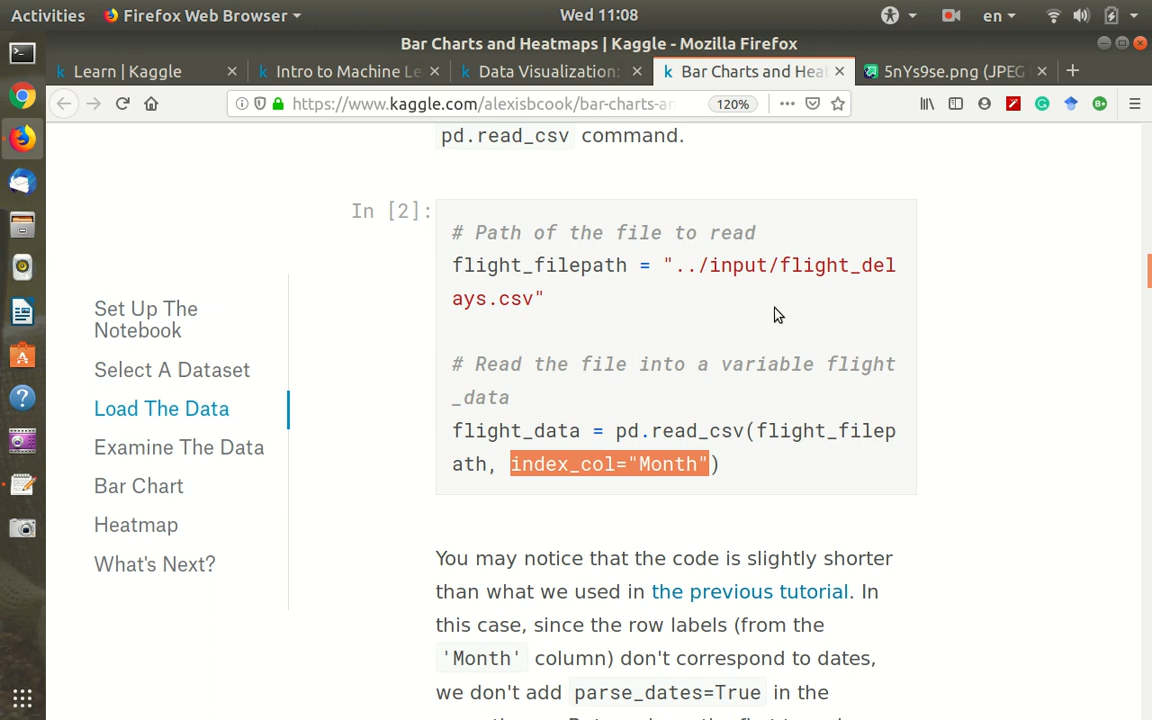 Activities Firefox Web Browser Wed 11:08 en
Bar Charts and Heatmaps | Kaggle - Mozilla Firefox
Learn | Kaggle Intro to Machine Le Data Visualization: Bar Charts and Hea 5nYs9se.png (JPEG
https://www.kaggle.com/alexisbcook/bar-charts-a 120%
pd.read_csv command.
In [2]:
# Path of the file to read
flight_filepath = "../input/flight_del
ays.csv"
# Read the file into a variable flight
_data
flight_data = pd.read_csv(flight_filep
ath, index_col="Month")
Set Up The
Notebook
Select A Dataset
Load The Data
Examine The Data
Bar Chart
Heatmap
What's Next?
You may notice that the code is slightly shorter
than what we used in the previous tutorial. In
this case, since the row labels (from the
'Month' column) don't correspond to dates,
we don't add parse_dates=True in the